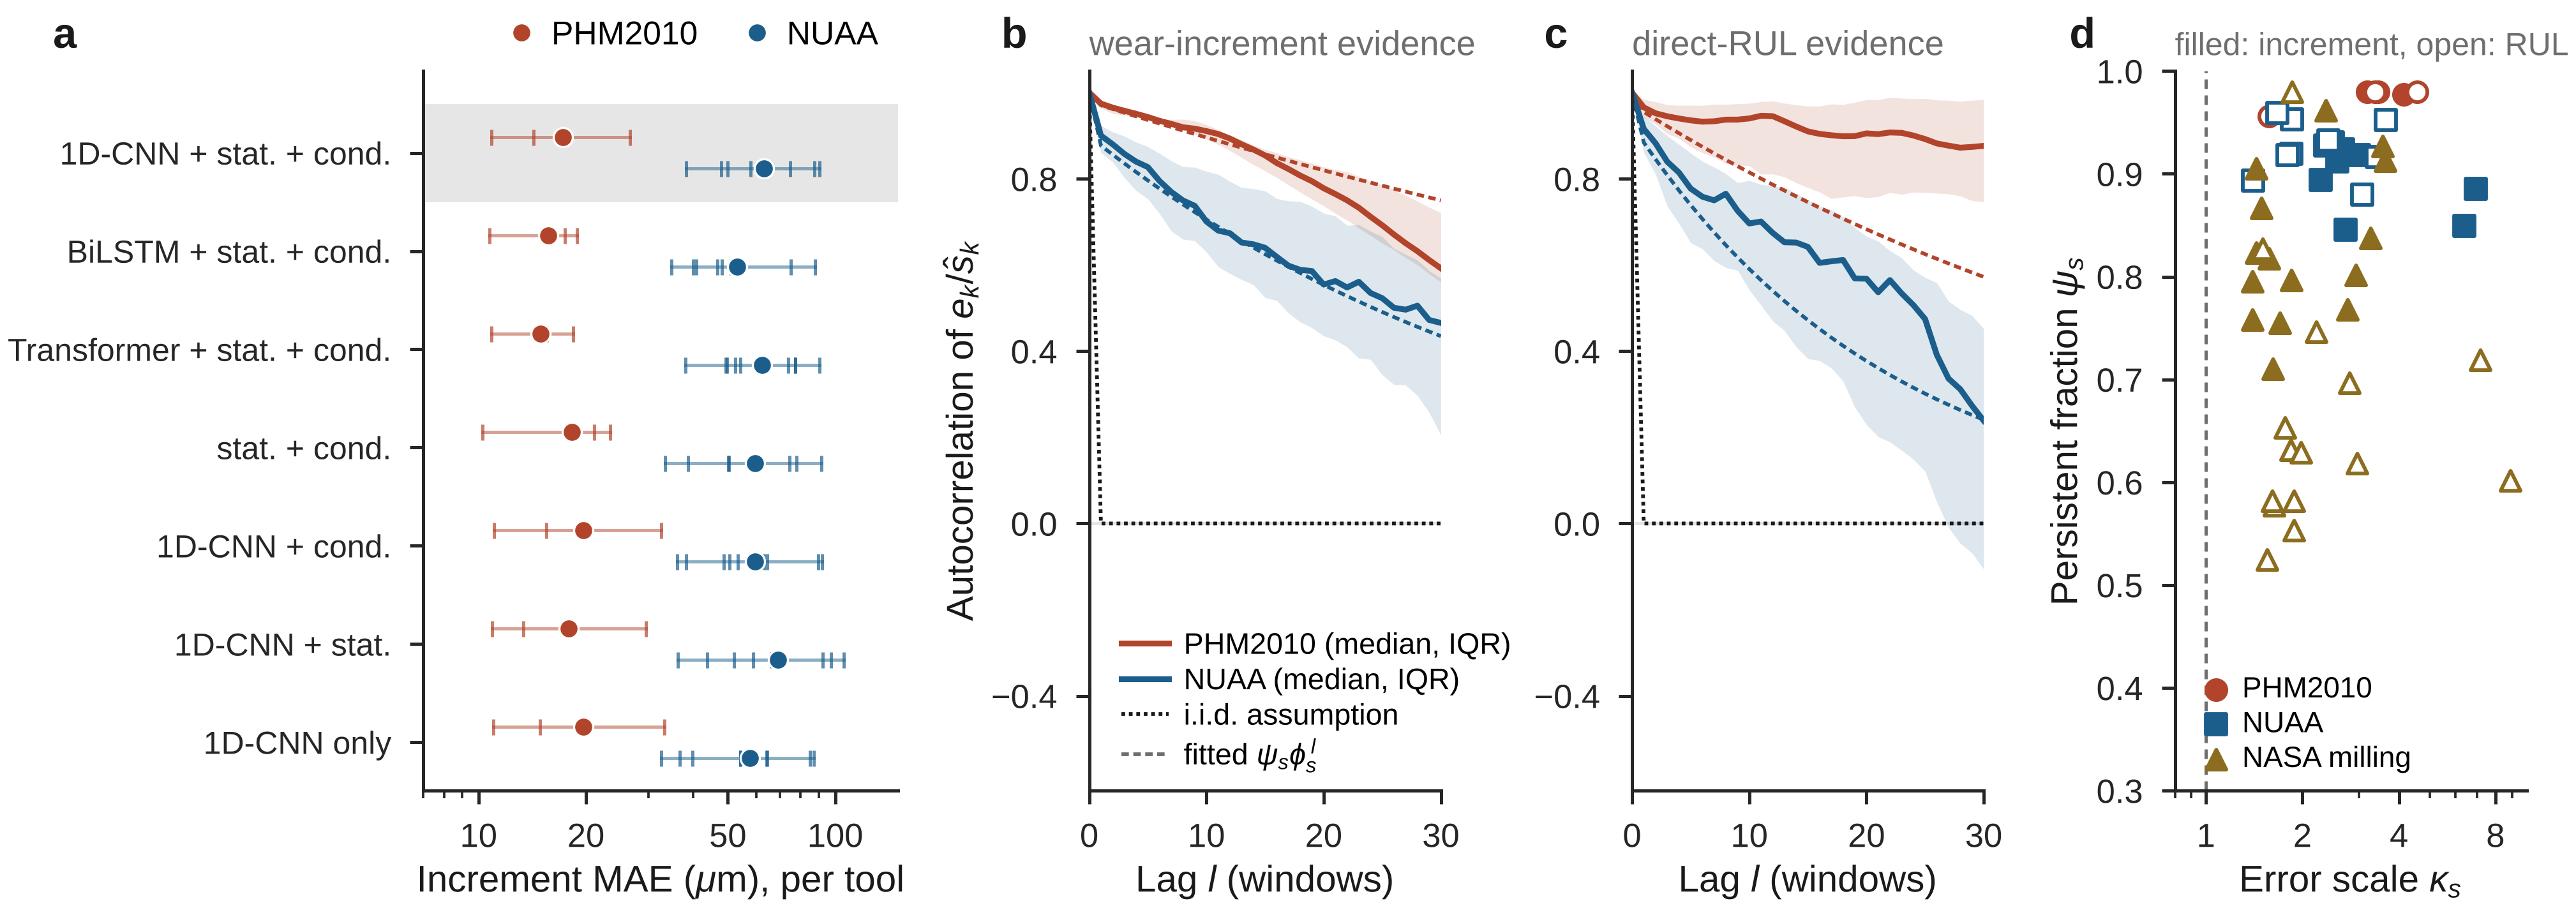 a
PHM2010
NUAA
1D-CNN + stat. + cond.
BiLSTM + stat. + cond.
Transformer + stat. + cond.
stat. + cond.
1D-CNN + cond.
1D-CNN + stat.
1D-CNN only
10
20
50
100
Increment MAE (μm), per tool
b
wear-increment evidence
Autocorrelation of e_k/ŝ_k
0.8
0.4
0.0
−0.4
PHM2010 (median, IQR)
NUAA (median, IQR)
i.i.d. assumption
fitted ψ_sϕ_s^l
0
10
20
30
Lag l (windows)
c
direct-RUL evidence
0.8
0.4
0.0
−0.4
0
10
20
30
Lag l (windows)
d
filled: increment, open: RUL
Persistent fraction ψ_s
1.0
0.9
0.8
0.7
0.6
0.5
0.4
0.3
PHM2010
NUAA
NASA milling
1
2
4
8
Error scale κ_s